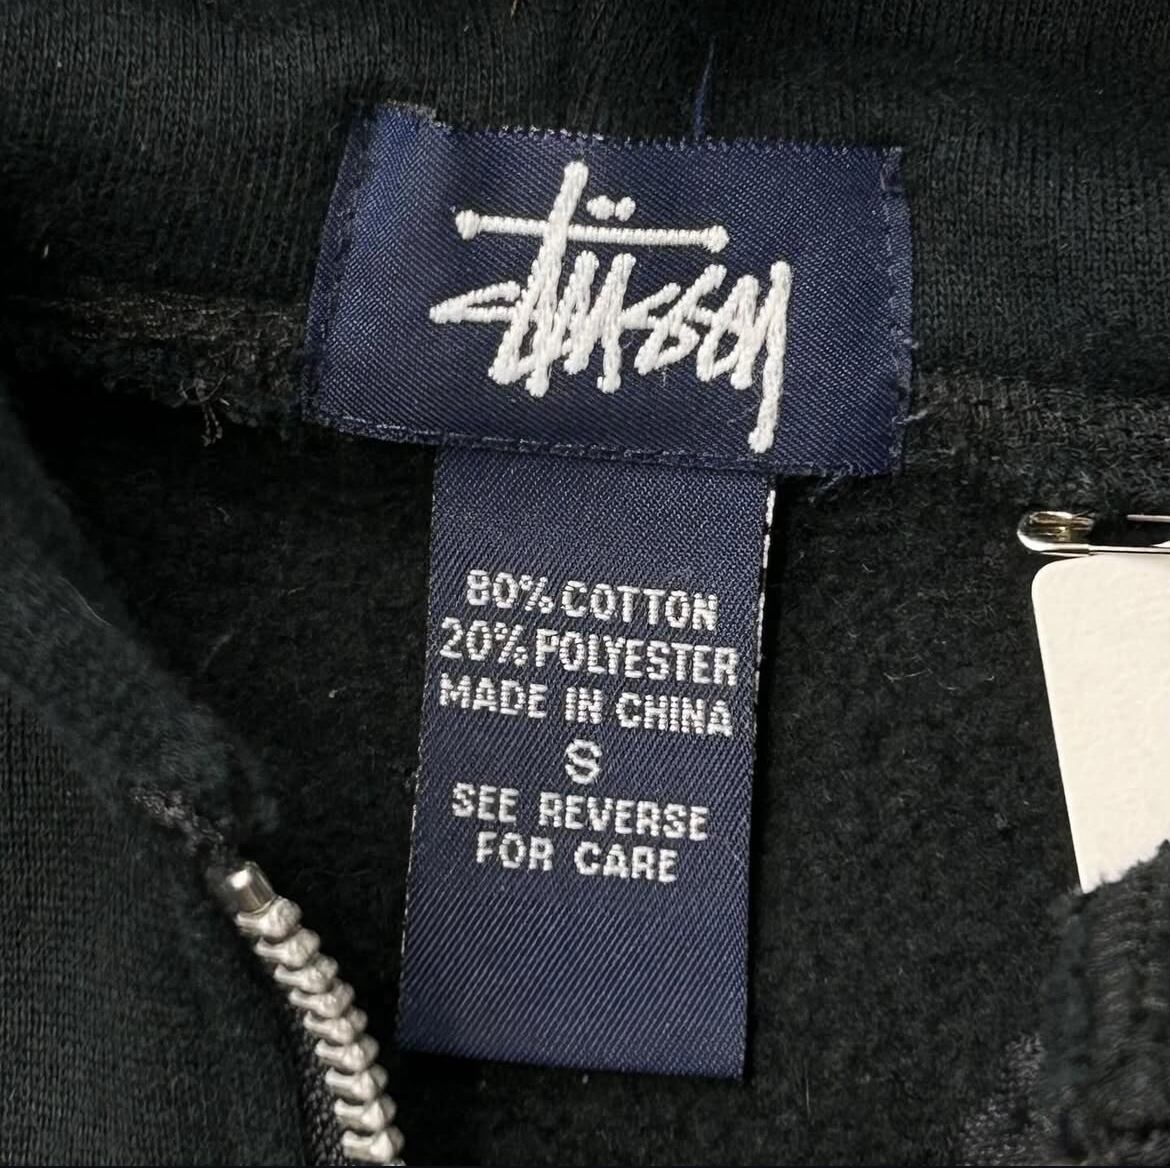 Stüssy
80% COTTON
20% POLYESTER
MADE IN CHINA
S
SEE REVERSE
FOR CARE